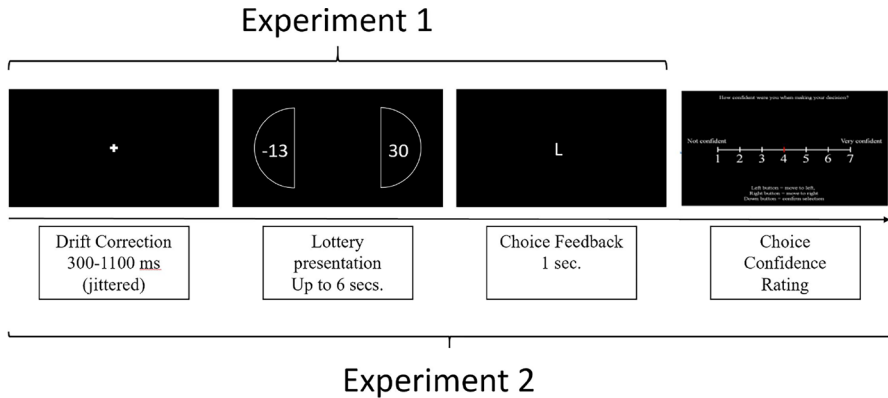 Experiment 1
-13
30
L
How confident were you when making your decision?
Not confident
Very confident
1 2 3 4 5 6 7
Left button = move to left,
Right button = move to right
Down button = confirm selection
Drift Correction
300-1100 ms
(jittered)
Lottery
presentation
Up to 6 secs.
Choice Feedback
1 sec.
Choice
Confidence
Rating
Experiment 2